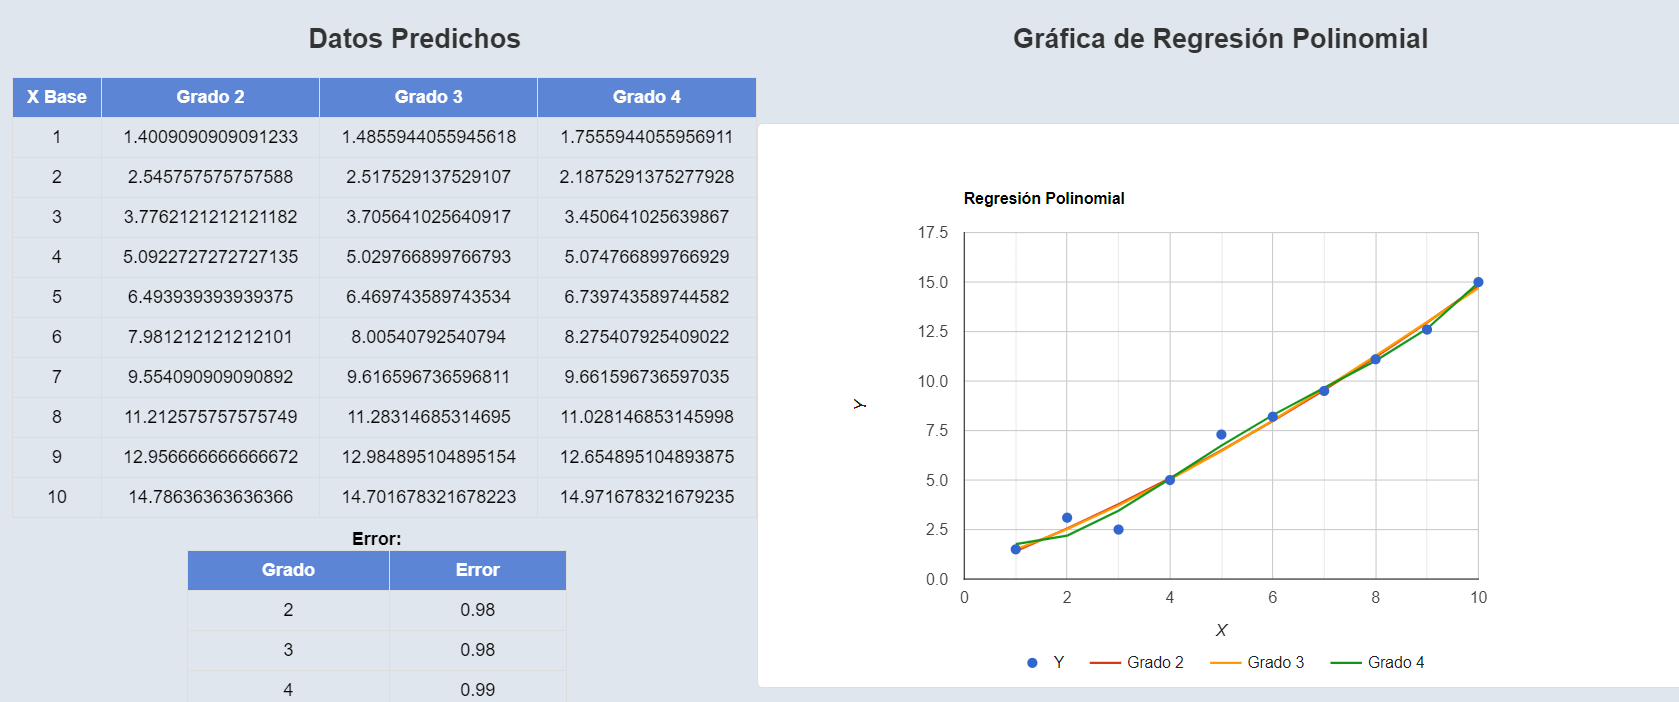 Datos Predichos
X Base Grado 2 Grado 3 Grado 4
1 1.4009090909091233 1.4855944055945618 1.7555944055956911
2 2.545757575757588 2.517529137529107 2.1875291375277928
3 3.7762121212121182 3.705641025640917 3.450641025639867
4 5.0922727272727135 5.029766899766793 5.074766899766929
5 6.493939393939375 6.469743589743534 6.739743589744582
6 7.981212121212101 8.00540792540794 8.275407925409022
7 9.554090909090892 9.616596736596811 9.661596736597035
8 11.212575757575749 11.28314685314695 11.028146853145998
9 12.956666666666672 12.984895104895154 12.654895104893875
10 14.78636363636366 14.701678321678223 14.971678321679235
Error:
Grado Error
2 0.98
3 0.98
4 0.99
Gráfica de Regresión Polinomial
Regresión Polinomial
17.5
15.0
12.5
10.0
7.5
5.0
2.5
0.0
Y
0 2 4 6 8 10
X
Y Grado 2 Grado 3 Grado 4